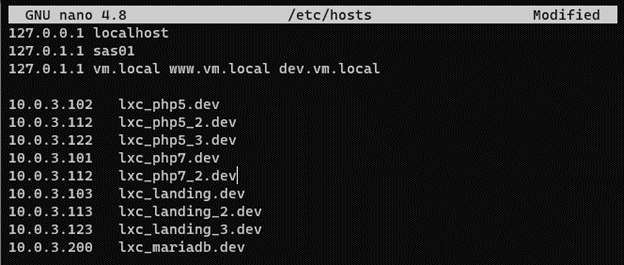 GNU nano 4.8 /etc/hosts Modified
127.0.0.1 localhost
127.0.1.1 sas01
127.0.1.1 vm.local www.vm.local dev.vm.local
10.0.3.102 lxc_php5.dev
10.0.3.112 lxc_php5_2.dev
10.0.3.122 lxc_php5_3.dev
10.0.3.101 lxc_php7.dev
10.0.3.112 lxc_php7_2.dev
10.0.3.103 lxc_landing.dev
10.0.3.113 lxc_landing_2.dev
10.0.3.123 lxc_landing_3.dev
10.0.3.200 lxc_mariadb.dev